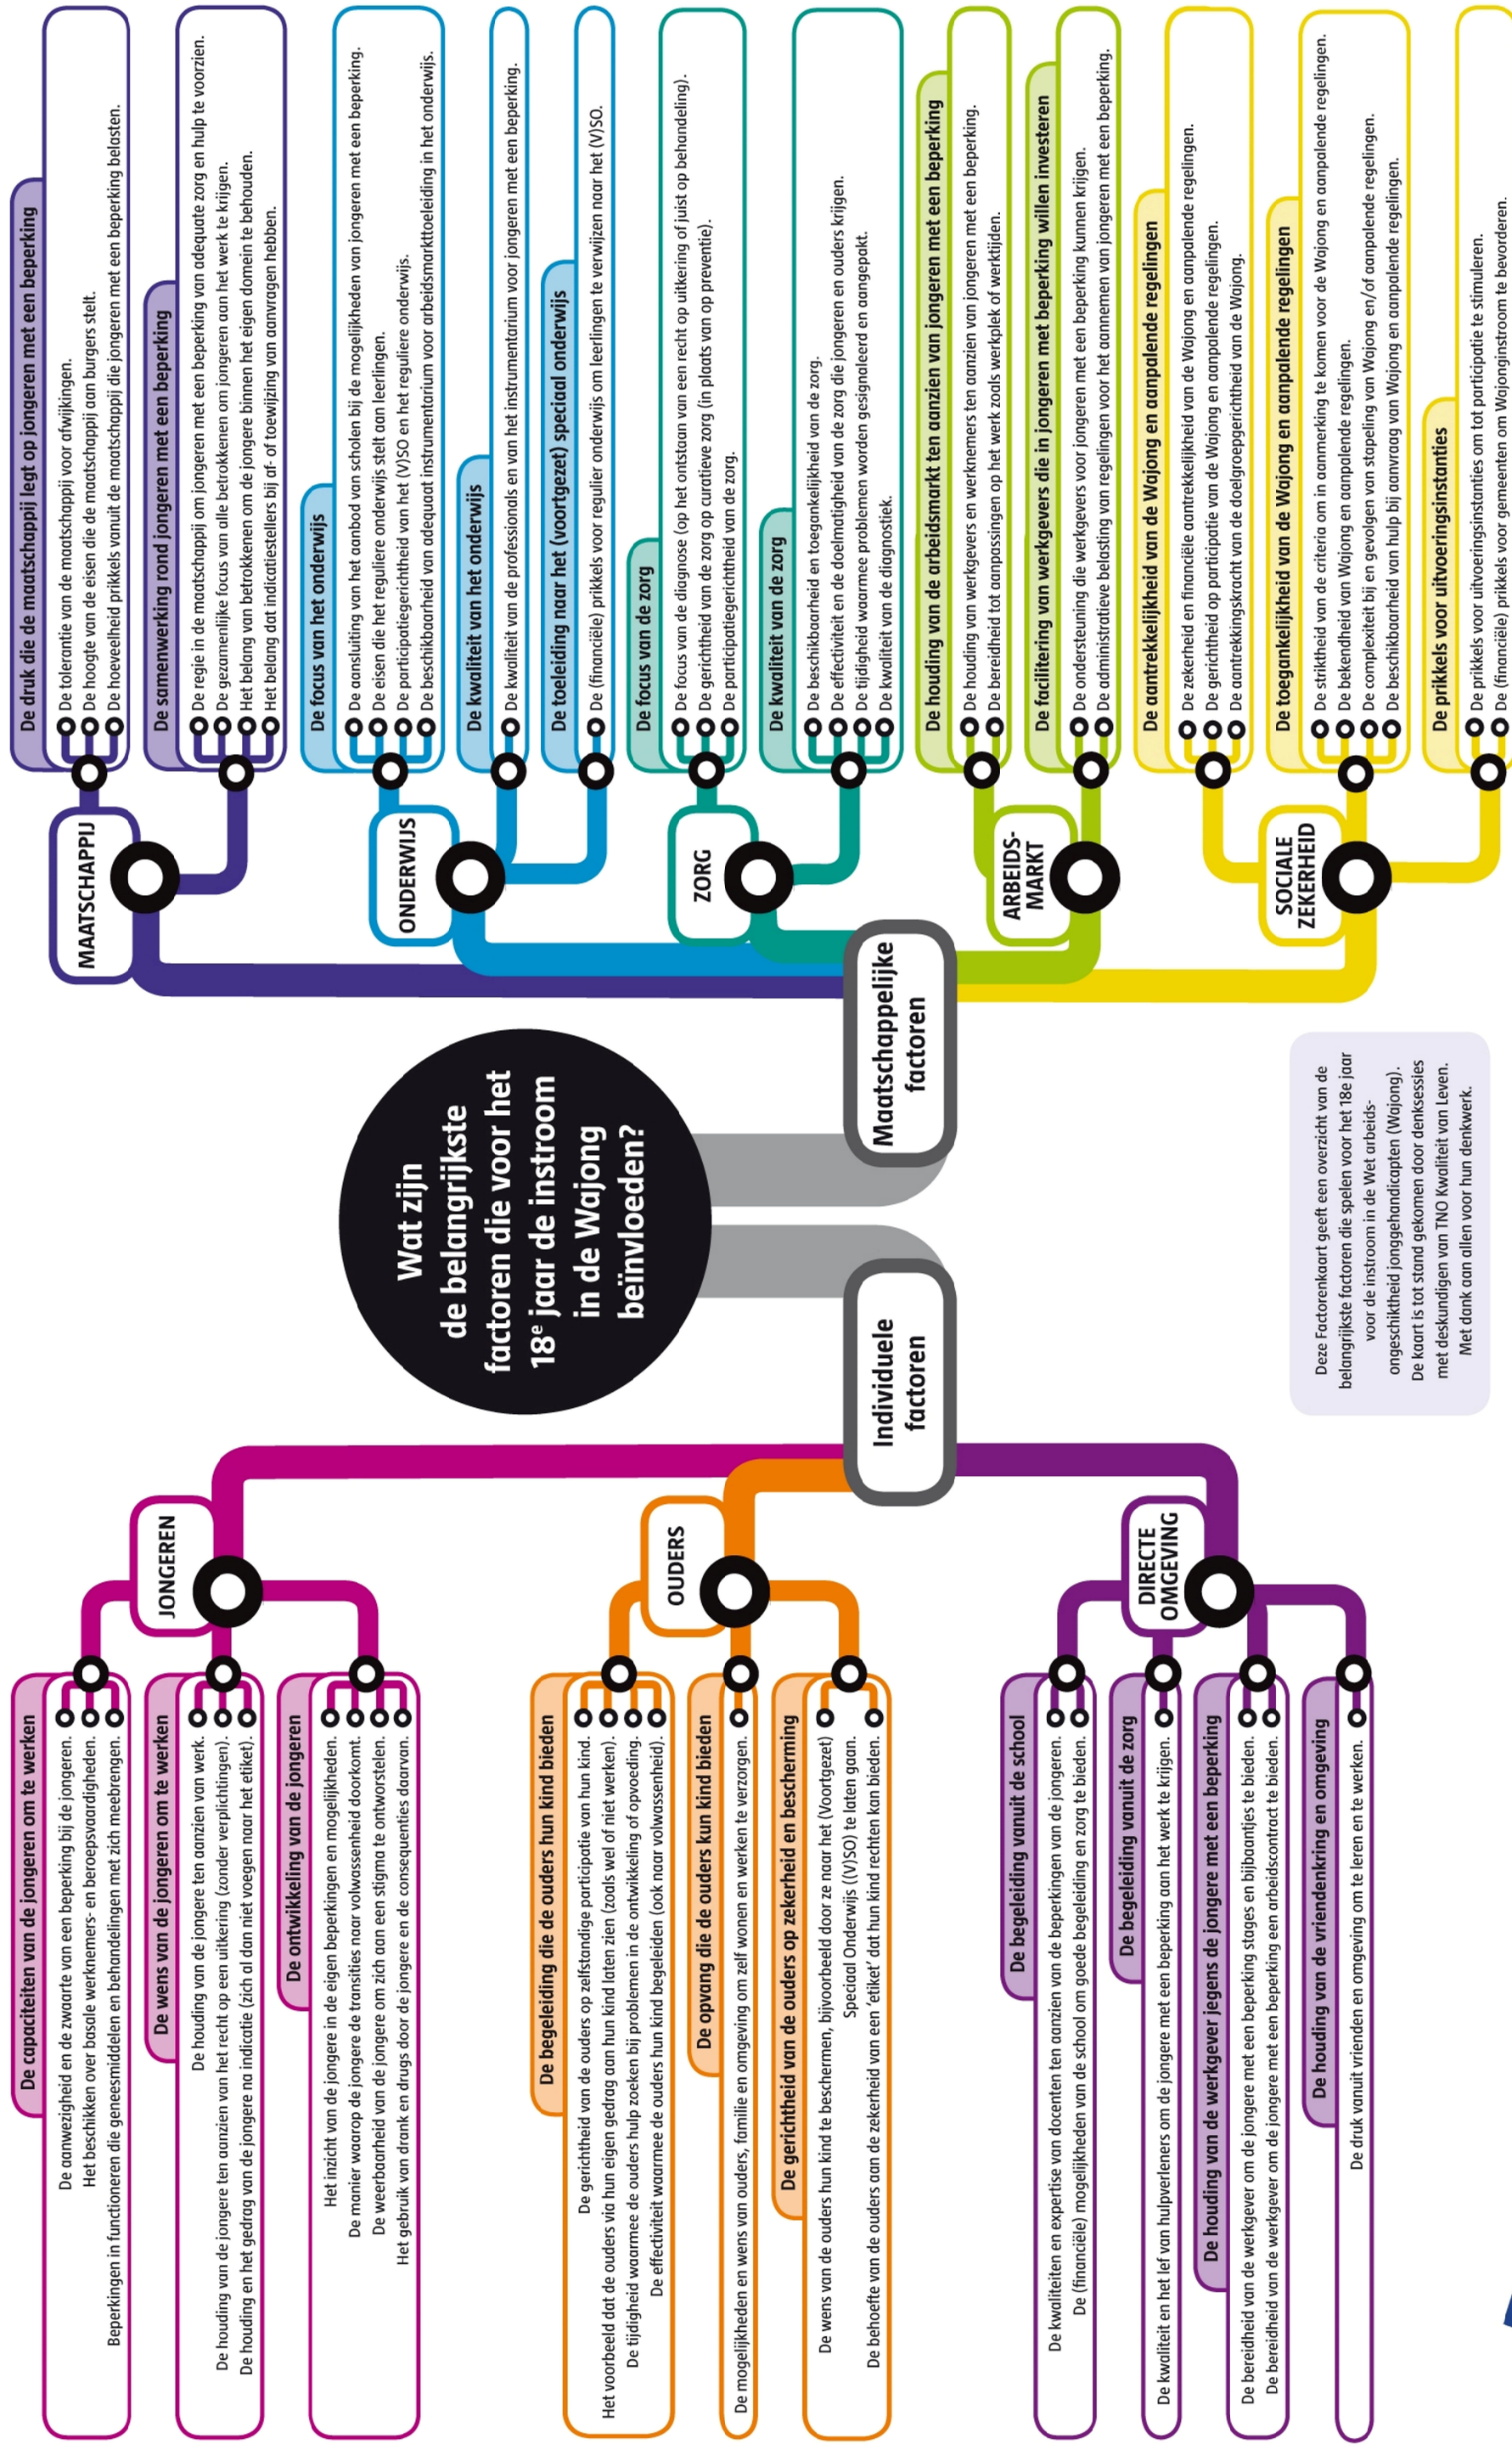 Wat zijn
de belangrijkste
factoren die voor het
18e jaar de instroom
in de Wajong
beïnvloeden?
Individuele
factoren
JONGEREN
De capaciteiten van de jongeren om te werken
De aanwezigheid en de zwaarte van een beperking bij de jongeren.
Het beschikken over basale werknemers- en beroepsvaardigheden.
Beperkingen in functioneren die geneesmiddelen en behandelingen met zich meebrengen.
De wens van de jongeren om te werken
De houding van de jongere ten aanzien van werk.
De houding van de jongere ten aanzien van het recht op een uitkering (zonder verplichtingen).
De houding en het gedrag van de jongere na indicatie (zich al dan niet voegen naar het etiket).
De ontwikkeling van de jongeren
Het inzicht van de jongere in de eigen beperkingen en mogelijkheden.
De manier waarop de jongere de transities naar volwassenheid doorkomt.
De weerbaarheid van de jongere om zich aan een stigma te ontworstelen.
Het gebruik van drank en drugs door de jongere en de consequenties daarvan.
OUDERS
De begeleiding die de ouders hun kind bieden
De gerichtheid van de ouders op zelfstandige participatie van hun kind.
Het voorbeeld dat de ouders via hun eigen gedrag aan hun kind laten zien (zoals wel of niet werken).
De tijdigheid waarmee de ouders hulp zoeken bij problemen in de ontwikkeling of opvoeding.
De effectiviteit waarmee de ouders hun kind begeleiden (ook naar volwassenheid).
De opvang die de ouders kun kind bieden
De mogelijkheden en wens van ouders, familie en omgeving om zelf wonen en werken te verzorgen.
De gerichtheid van de ouders op zekerheid en bescherming
De wens van de ouders hun kind te beschermen, bijvoorbeeld door ze naar het (Voortgezet)
Speciaal Onderwijs ((V)SO) te laten gaan.
De behoefte van de ouders aan de zekerheid van een ‘etiket’ dat hun kind rechten kan bieden.
DIRECTE
OMGEVING
De begeleiding vanuit de school
De kwaliteiten en expertise van docenten ten aanzien van de beperkingen van de jongeren.
De (financiële) mogelijkheden van de school om goede begeleiding en zorg te bieden.
De begeleiding vanuit de zorg
De kwaliteit en het lef van hulpverleners om de jongere met een beperking aan het werk te krijgen.
De houding van de werkgever jegens de jongere met een beperking
De bereidheid van de werkgever om de jongere met een beperking stages en bijbaantjes te bieden.
De bereidheid van de werkgever om de jongere met een beperking een arbeidscontract te bieden.
De houding van de vriendenkring en omgeving
De druk vanuit vrienden en omgeving om te leren en te werken.
Maatschappelijke
factoren
MAATSCHAPPIJ
De druk die de maatschappij legt op jongeren met een beperking
De tolerantie van de maatschappij voor afwijkingen.
De hoogte van de eisen die de maatschappij aan burgers stelt.
De hoeveelheid prikkels vanuit de maatschappij die jongeren met een beperking belasten.
De samenwerking rond jongeren met een beperking
De regie in de maatschappij om jongeren met een beperking van adequate zorg en hulp te voorzien.
De gezamenlijke focus van alle betrokkenen om jongeren aan het werk te krijgen.
Het belang van betrokkenen om de jongere binnen het eigen domein te behouden.
Het belang dat indicatiestellers bij af- of toewijzing van aanvragen hebben.
ONDERWIJS
De focus van het onderwijs
De aansluiting van het aanbod van scholen bij de mogelijkheden van jongeren met een beperking.
De eisen die het reguliere onderwijs stelt aan leerlingen.
De participatiegerichtheid van het (V)SO en het reguliere onderwijs.
De beschikbaarheid van adequaat instrumentarium voor arbeidsmarkttoeleiding in het onderwijs.
De kwaliteit van het onderwijs
De kwaliteit van de professionals en van het instrumentarium voor jongeren met een beperking.
De toeleiding naar het (voortgezet) speciaal onderwijs
De (financiële) prikkels voor regulier onderwijs om leerlingen te verwijzen naar het (V)SO.
ZORG
De focus van de zorg
De focus van de diagnose (op het ontstaan van een recht op uitkering of juist op behandeling).
De gerichtheid van de zorg op curatieve zorg (in plaats van op preventie).
De participatiegerichtheid van de zorg.
De kwaliteit van de zorg
De beschikbaarheid en toegankelijkheid van de zorg.
De effectiviteit en de doelmatigheid van de zorg die jongeren en ouders krijgen.
De tijdigheid waarmee problemen worden gesignaleerd en aangepakt.
De kwaliteit van de diagnostiek.
ARBEIDS-
MARKT
De houding van de arbeidsmarkt ten aanzien van jongeren met een beperking
De houding van werkgevers en werknemers ten aanzien van jongeren met een beperking.
De bereidheid tot aanpassingen op het werk zoals werkplek of werktijden.
De facilitering van werkgevers die in jongeren met beperking willen investeren
De ondersteuning die werkgevers voor jongeren met een beperking kunnen krijgen.
De administratieve belasting van regelingen voor het aannemen van jongeren met een beperking.
SOCIALE
ZEKERHEID
De aantrekkelijkheid van de Wajong en aanpalende regelingen
De zekerheid en financiële aantrekkelijkheid van de Wajong en aanpalende regelingen.
De gerichtheid op participatie van de Wajong en aanpalende regelingen.
De aantrekkingskracht van de doelgroepgerichtheid van de Wajong.
De toegankelijkheid van de Wajong en aanpalende regelingen
De striktheid van de criteria om in aanmerking te komen voor de Wajong en aanpalende regelingen.
De bekendheid van Wajong en aanpalende regelingen.
De complexiteit bij en gevolgen van stapeling van Wajong en/of aanpalende regelingen.
De beschikbaarheid van hulp bij aanvraag van Wajong en aanpalende regelingen.
De prikkels voor uitvoeringsinstanties
De prikkels voor uitvoeringsinstanties om tot participatie te stimuleren.
De (financiële) prikkels voor gemeenten om Wajonginstroom te bevorderen.
Deze Factorenkaart geeft een overzicht van de
belangrijkste factoren die spelen voor het 18e jaar
voor de instroom in de Wet arbeids-
ongeschiktheid jonggehandicapten (Wajong).
De kaart is tot stand gekomen door denksessies
met deskundigen van TNO Kwaliteit van Leven.
Met dank aan allen voor hun denkwerk.